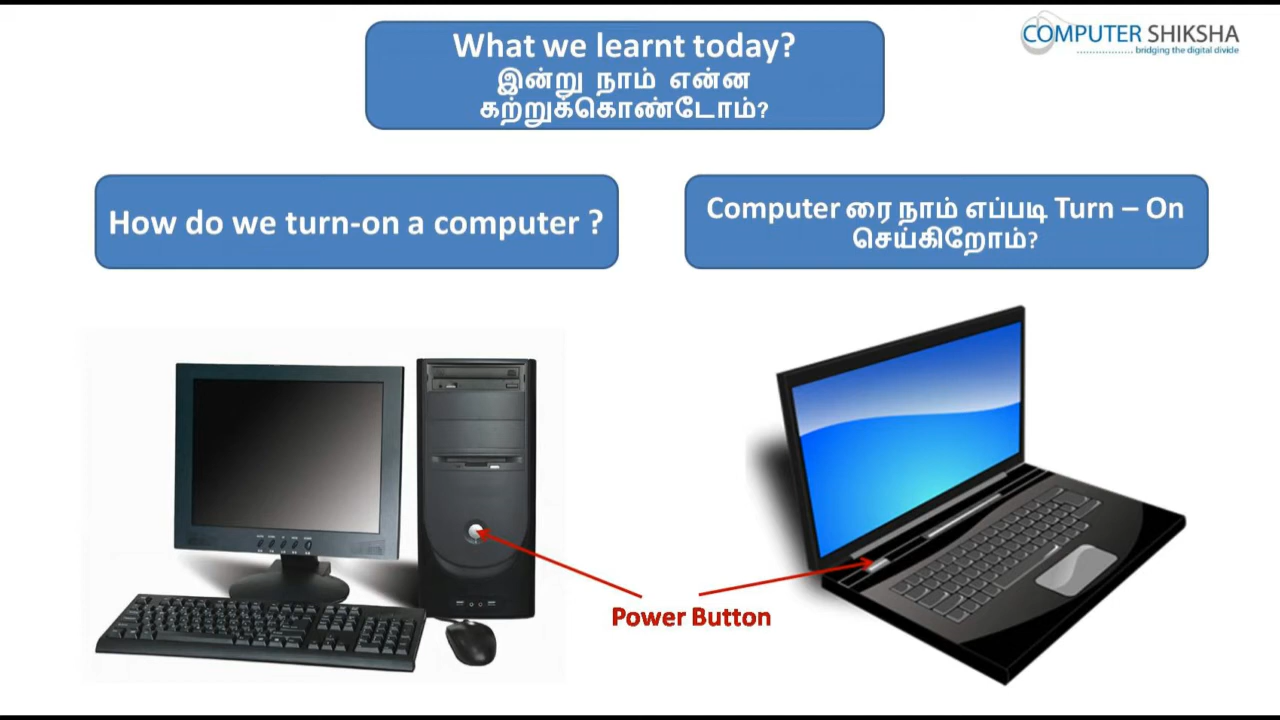 What we learnt today?
இன்று நாம் என்ன
கற்றுக்கொண்டோம்?
COMPUTER SHIKSHA
bridging the digital divide
How do we turn-on a computer ?
Computer ரை நாம் எப்படி Turn – On
செய்கிறோம்?
Power Button